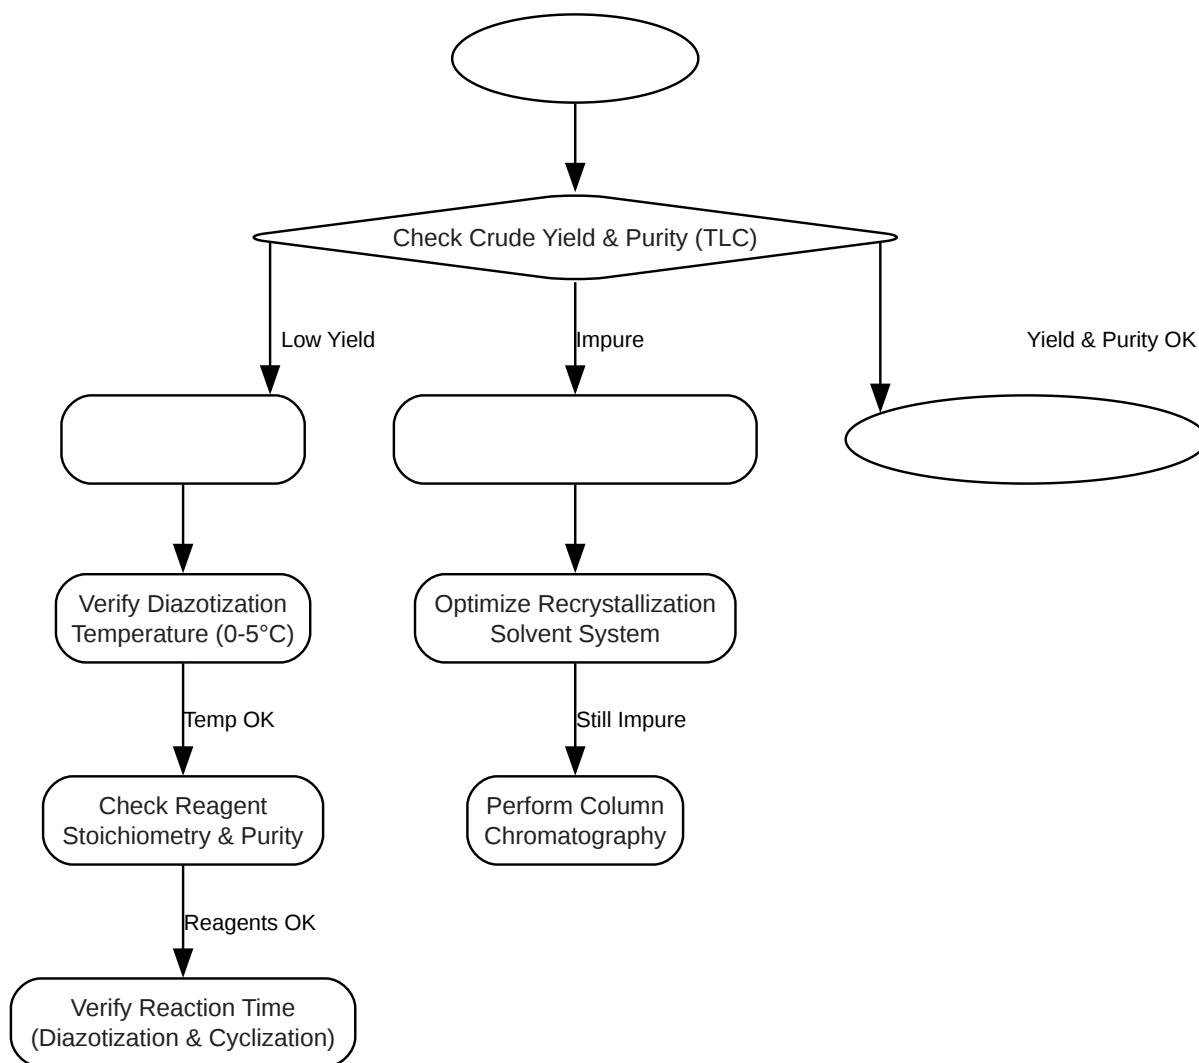 Check Crude Yield & Purity (TLC)
Low Yield
Impure
Yield & Purity OK
Verify Diazotization
Temperature (0-5°C)
Optimize Recrystallization
Solvent System
Temp OK
Still Impure
Check Reagent
Stoichiometry & Purity
Perform Column
Chromatography
Reagents OK
Verify Reaction Time
(Diazotization & Cyclization)